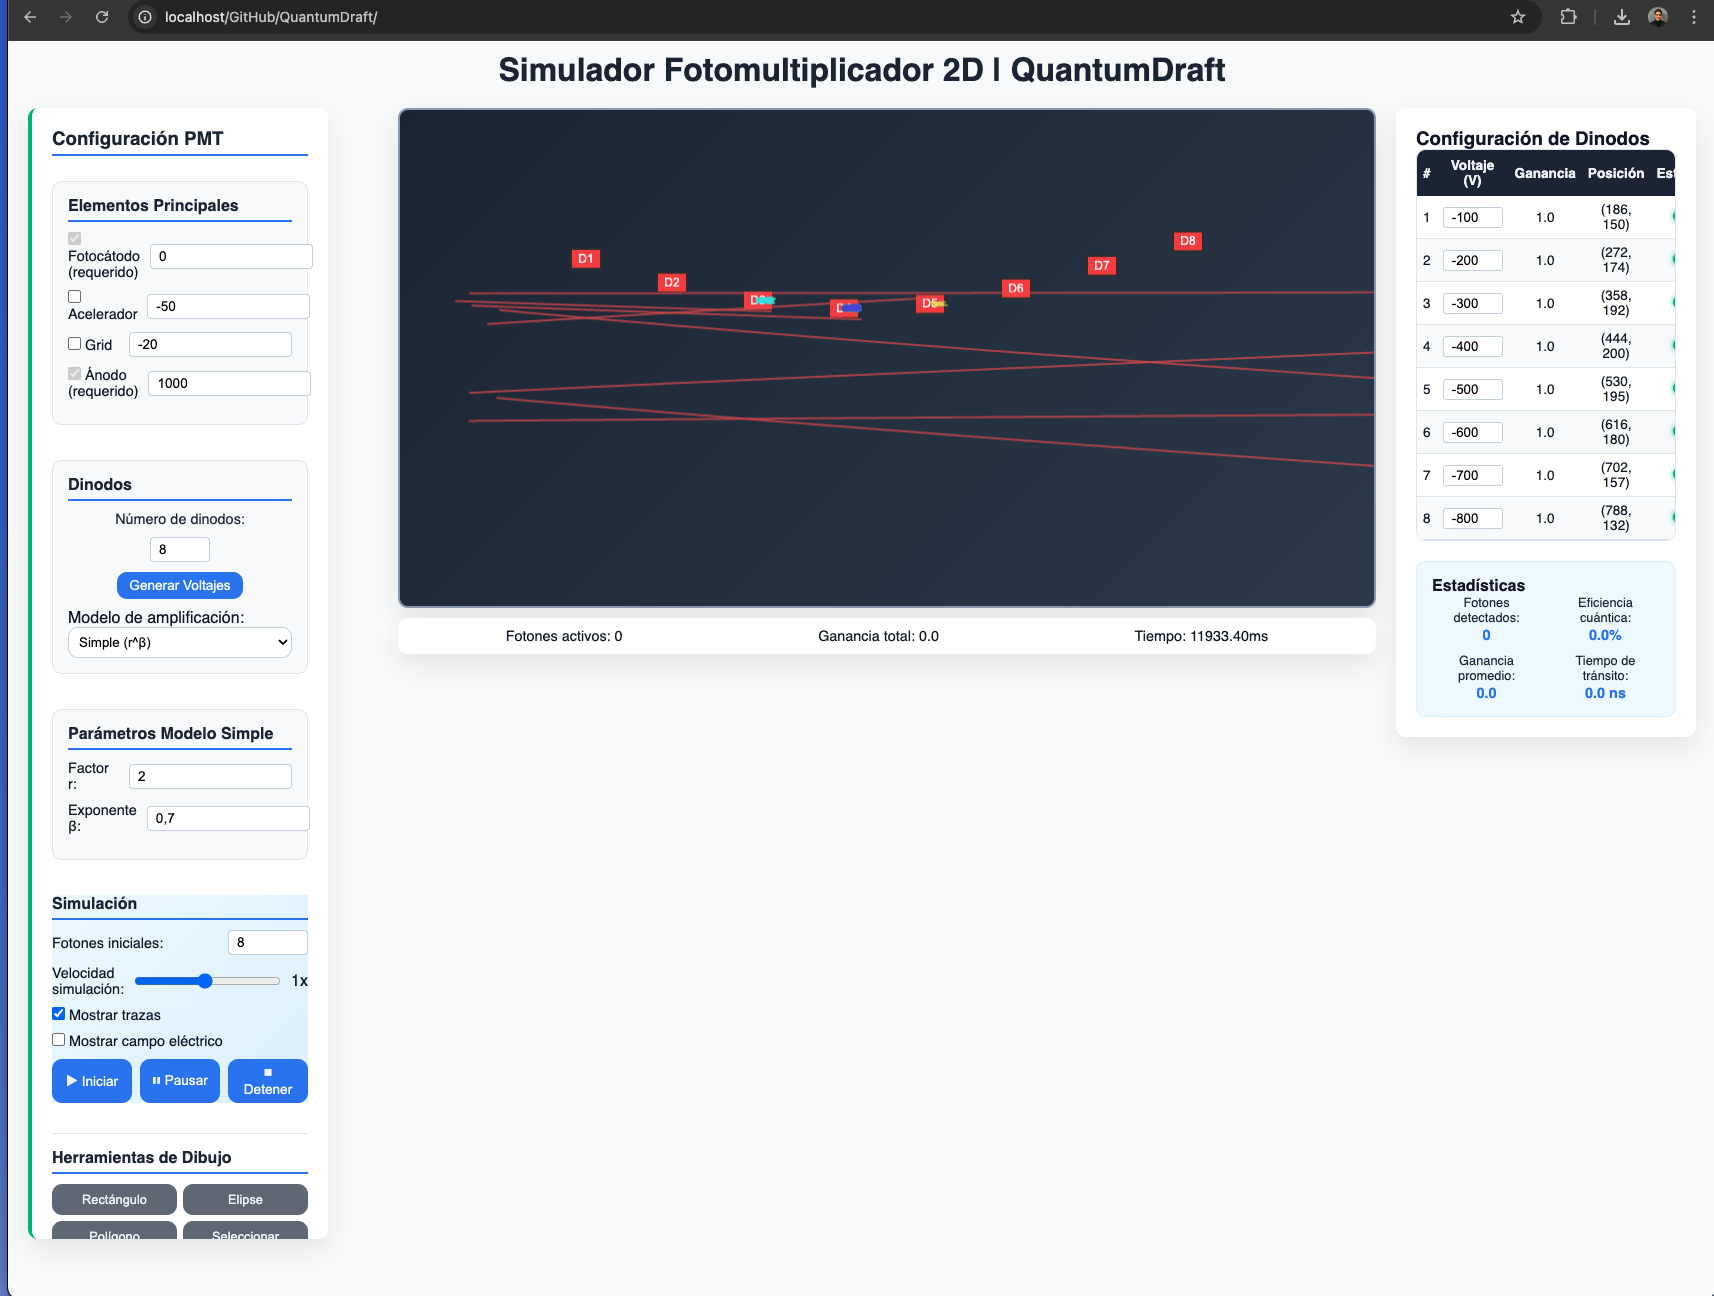 localhost/GitHub/QuantumDraft/
Simulador Fotomultiplicador 2D | QuantumDraft
Configuración PMT
Elementos Principales
Fotocátodo
(requerido)
0
Acelerador
-50
Grid
-20
Ánodo
(requerido)
1000
Dinodos
Número de dinodos:
8
Generar Voltajes
Modelo de amplificación:
Simple (r^β)
Parámetros Modelo Simple
Factor
r:
2
Exponente
β:
0,7
Simulación
Fotones iniciales:
8
Velocidad
simulación:
1x
Mostrar trazas
Mostrar campo eléctrico
Iniciar
Pausar
Detener
Herramientas de Dibujo
Rectángulo
Elipse
Polígono
Seleccionar
D1
D2
D5
D6
D7
D8
Fotones activos: 0
Ganancia total: 0.0
Tiempo: 11933.40ms
Configuración de Dinodos
# Voltaje (V) Ganancia Posición Est
1 -100 1.0 (186, 150)
2 -200 1.0 (272, 174)
3 -300 1.0 (358, 192)
4 -400 1.0 (444, 200)
5 -500 1.0 (530, 195)
6 -600 1.0 (616, 180)
7 -700 1.0 (702, 157)
8 -800 1.0 (788, 132)
Estadísticas
Fotones
detectados:
0
Eficiencia
cuántica:
0.0%
Ganancia
promedio:
0.0
Tiempo de
tránsito:
0.0 ns